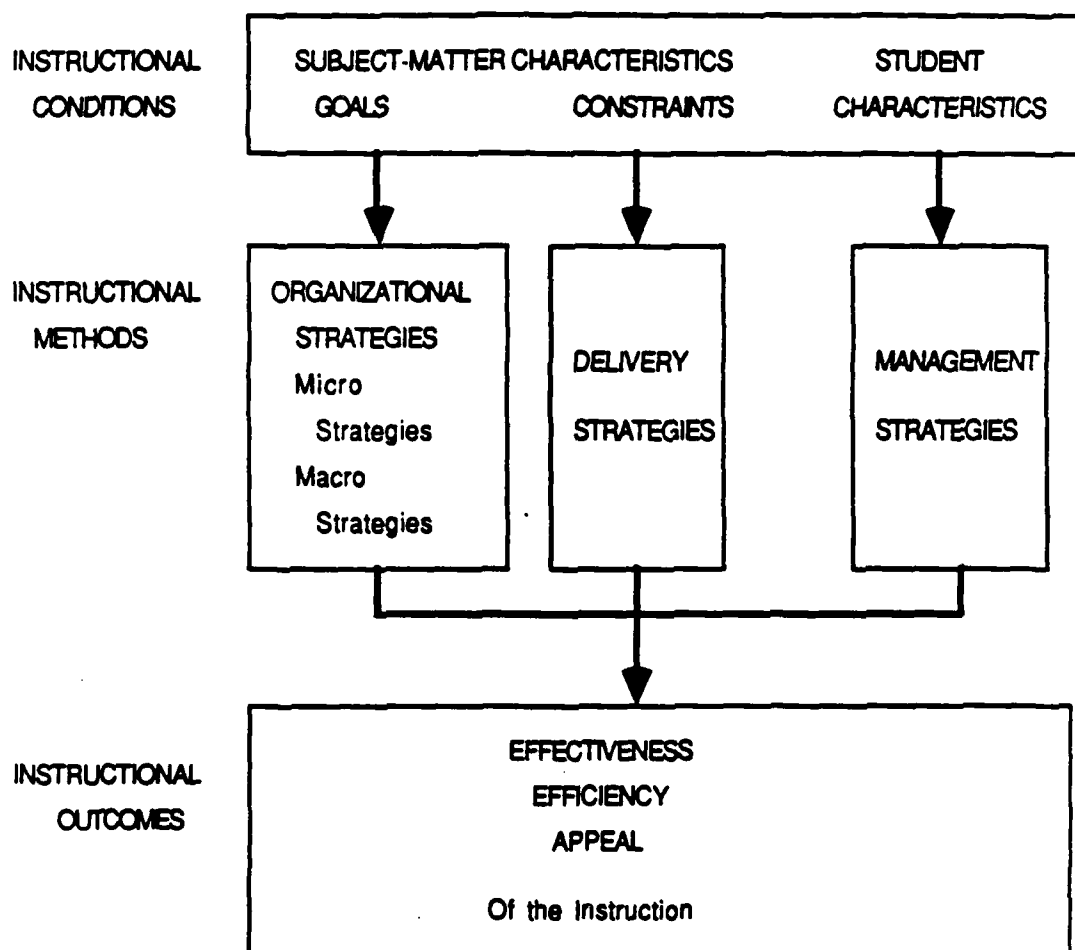 INSTRUCTIONAL
CONDITIONS
SUBJECT-MATTER CHARACTERISTICS
GOALS
CONSTRAINTS
STUDENT
CHARACTERISTICS
INSTRUCTIONAL
METHODS
ORGANIZATIONAL
STRATEGIES
Micro
Strategies
Macro
Strategies
DELIVERY
STRATEGIES
MANAGEMENT
STRATEGIES
INSTRUCTIONAL
OUTCOMES
EFFECTIVENESS
EFFICIENCY
APPEAL
Of the Instruction